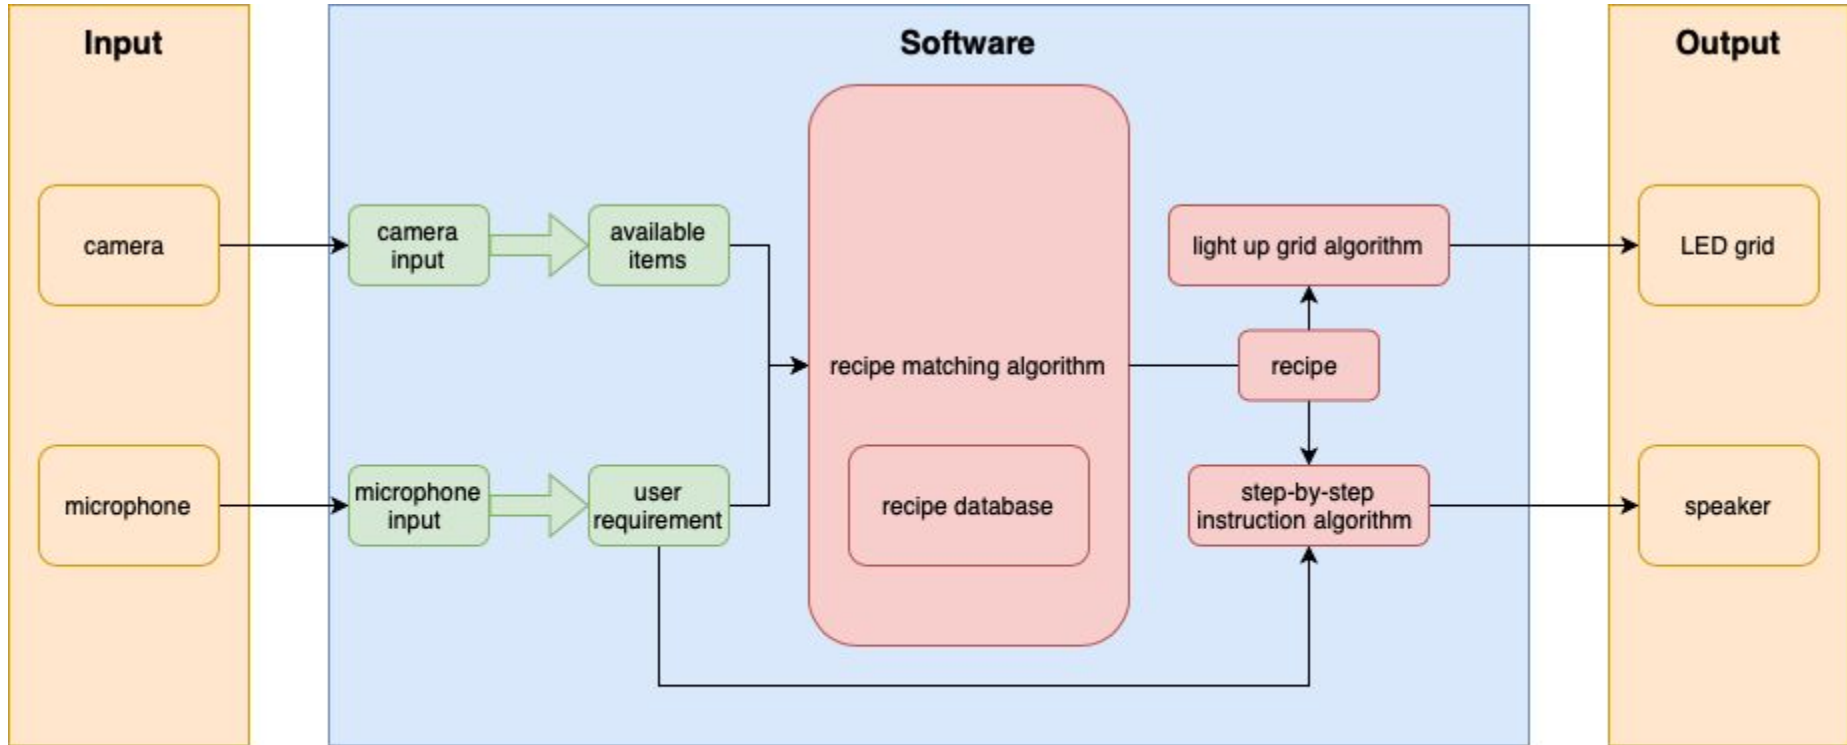 Input
Software
Output
camera
camera
input
available
items
light up grid algorithm
LED grid
recipe matching algorithm
recipe
microphone
microphone
input
user
requirement
recipe database
step-by-step
instruction algorithm
speaker